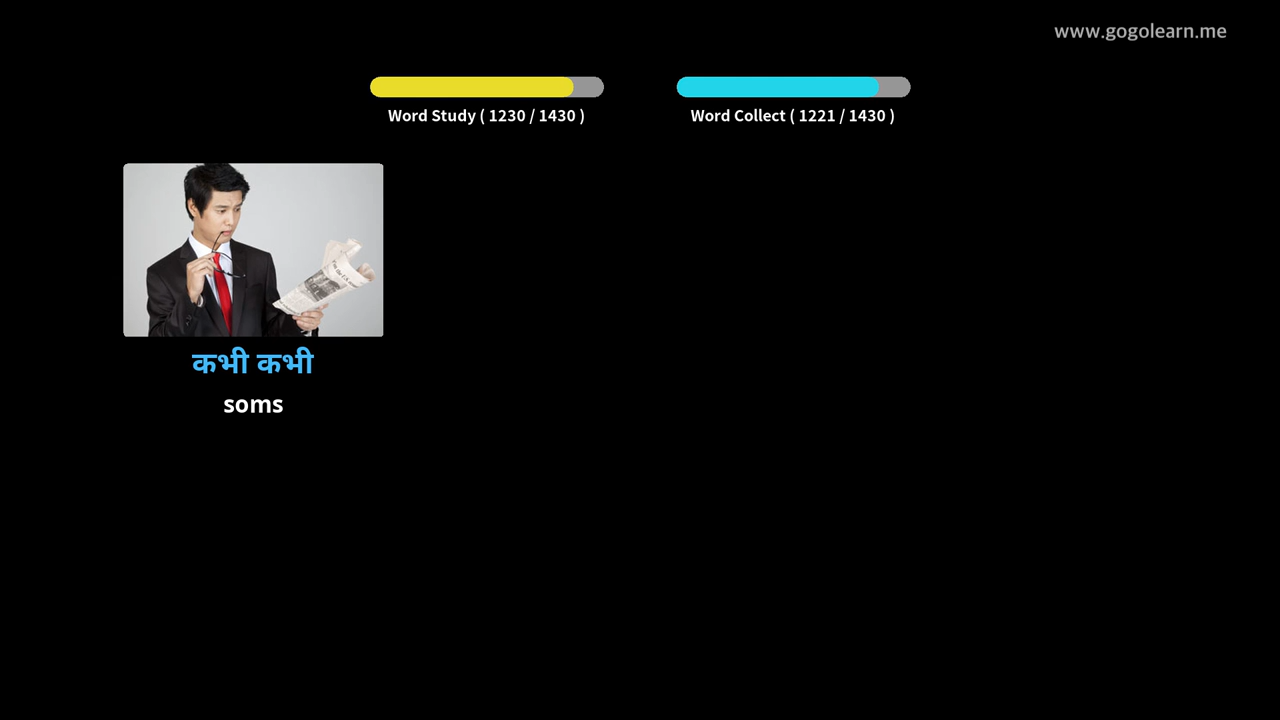 www.gogolearn.me
Word Study ( 1230 / 1430 )
Word Collect ( 1221 / 1430 )
कभी कभी
soms